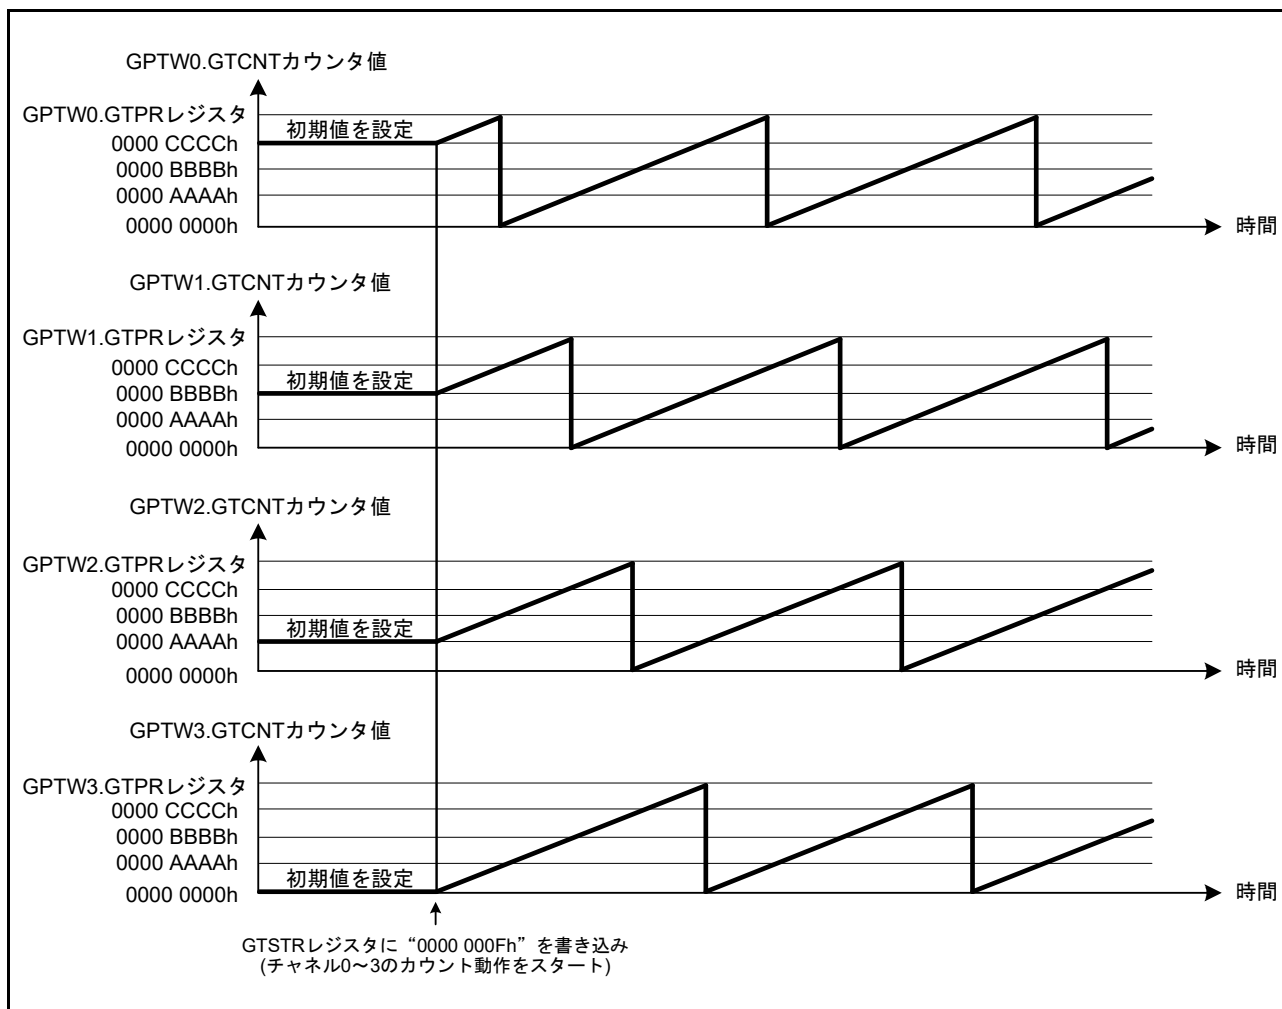 GPTW0.GTCNTカウンタ値
GPTW0.GTPRレジスタ
初期値を設定
0000 CCCCh
0000 BBBBh
0000 AAAAh
0000 0000h
時間
GPTW1.GTCNTカウンタ値
GPTW1.GTPRレジスタ
0000 CCCCh
初期値を設定
0000 BBBBh
0000 AAAAh
0000 0000h
時間
GPTW2.GTCNTカウンタ値
GPTW2.GTPRレジスタ
0000 CCCCh
0000 BBBBh
初期値を設定
0000 AAAAh
0000 0000h
時間
GPTW3.GTCNTカウンタ値
GPTW3.GTPRレジスタ
0000 CCCCh
0000 BBBBh
0000 AAAAh
初期値を設定
0000 0000h
時間
GTSTRレジスタに“0000 000Fh”を書き込み
(チャネル0～3のカウント動作をスタート)